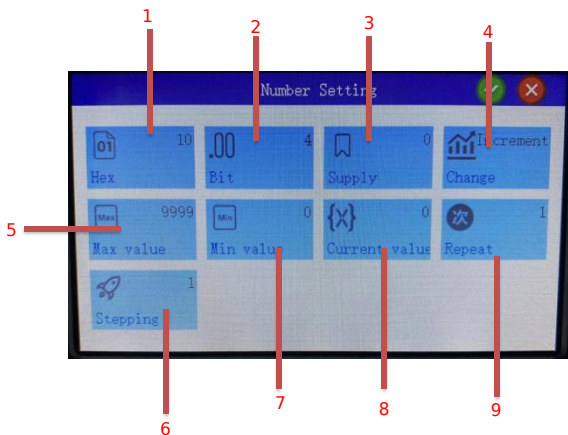 1
2
3
4
Number Setting
01
10
.00
4
0
Increment
Hex
Bit
Supply
Change
5
Max
9999
Min
0
{X}
0
次
1
Max value
Min value
Current value
Repeat
1
Stepping
6
7
8
9